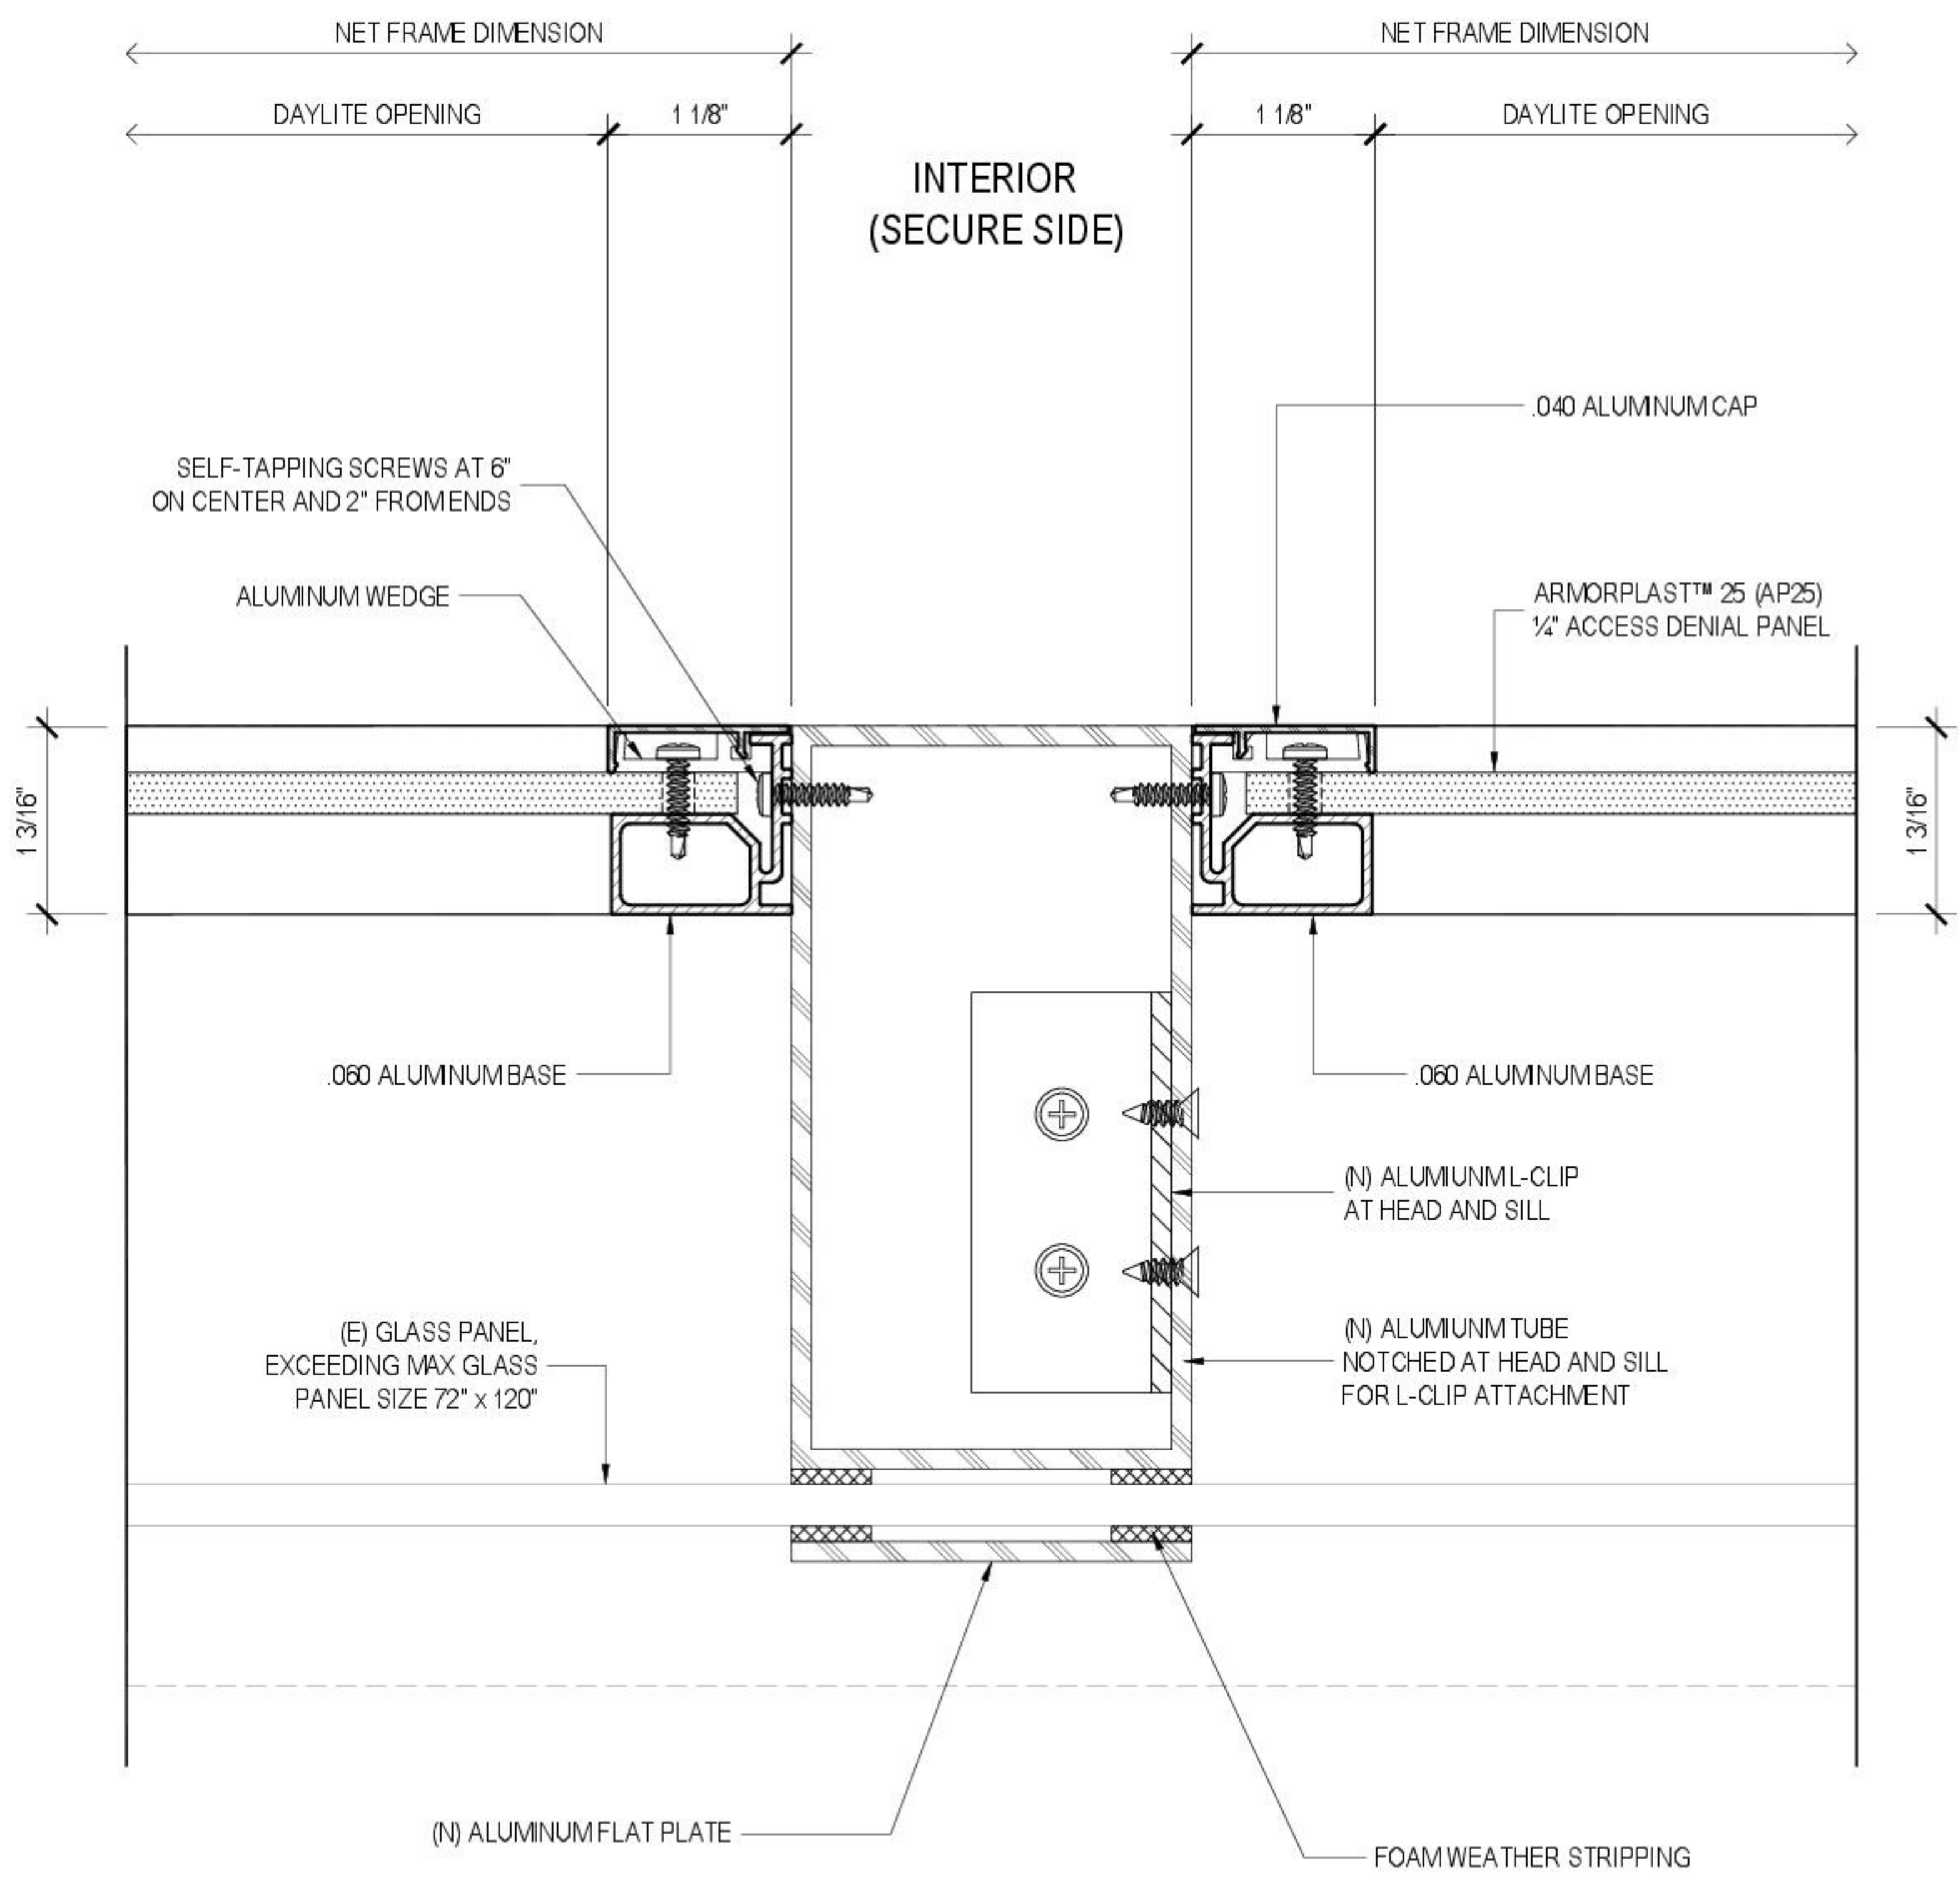 NET FRAME DIMENSION
NET FRAME DIMENSION
DAYLITE OPENING
1 1/8"
1 1/8"
DAYLITE OPENING
INTERIOR
(SECURE SIDE)
.040 ALUMINUM CAP
SELF-TAPPING SCREWS AT 6"
ON CENTER AND 2" FROM ENDS
ALUMINUM WEDGE
ARMORPLAST™ 25 (AP25)
¼" ACCESS DENIAL PANEL
1 3/16"
1 3/16"
.060 ALUMINUM BASE
.060 ALUMINUM BASE
(N) ALUMIUNM L-CLIP
AT HEAD AND SILL
(E) GLASS PANEL,
EXCEEDING MAX GLASS
PANEL SIZE 72" x 120"
(N) ALUMIUNM TUBE
NOTCHED AT HEAD AND SILL
FOR L-CLIP ATTACHMENT
(N) ALUMINUM FLAT PLATE
FOAM WEATHER STRIPPING